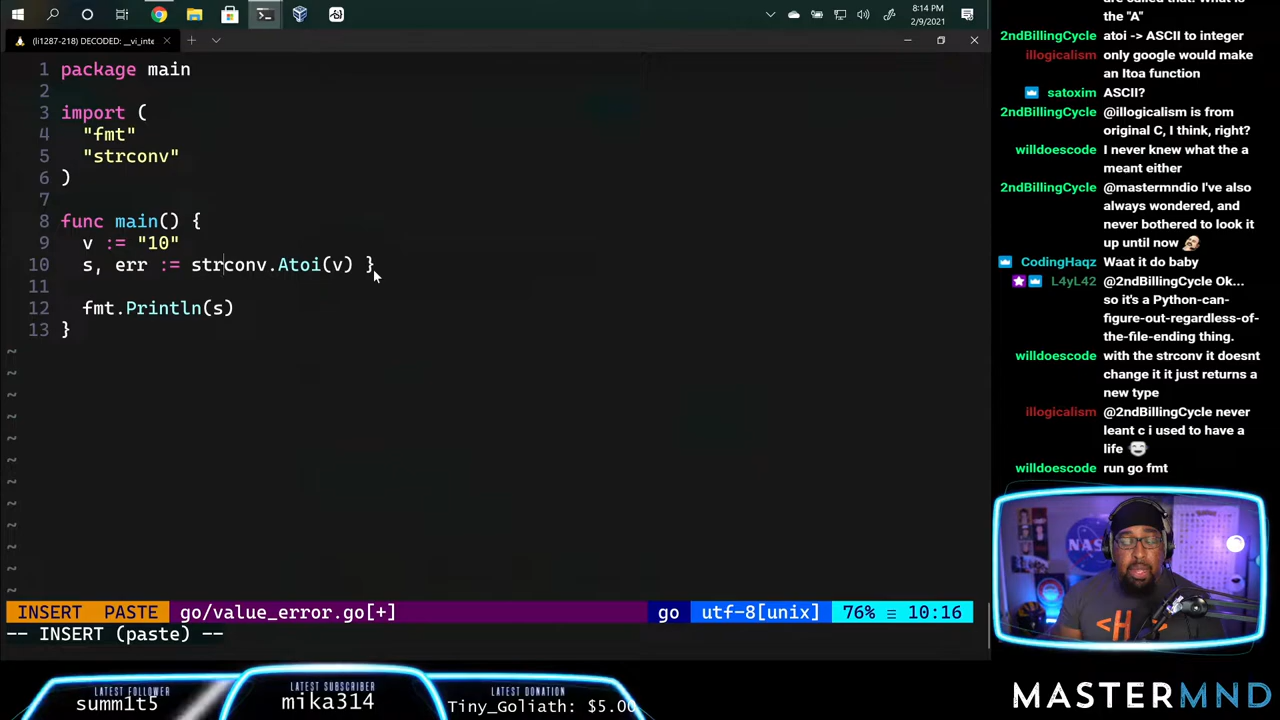 8:14 PM
2/9/2021
(li1287-218) DECODED: __vi_inte
1 package main
2
3 import (
4 "fmt"
5 "strconv"
6 )
7
8 func main() {
9 v := "10"
10 s, err := strconv.Atoi(v) }
11
12 fmt.Println(s)
13 }
~
~
~
~
~
~
~
~
~
~
~
~
INSERT PASTE go/value_error.go[+] go utf-8[unix] 76% ≡ 10:16
-- INSERT (paste) --
are called that? What is
the "A"
2ndBillingCycle atoi -> ASCII to integer
illogicalism only google would make
an Itoa function
satoxim ASCII?
2ndBillingCycle @illogicalism is from
original C, I think, right?
willdoescode I never knew what the a
meant either
2ndBillingCycle @mastermndio I've also
always wondered, and
never bothered to look it
up until now
CodingHaqz Waat it do baby
L4yL42 @2ndBillingCycle Ok...
so it's a Python-can-
figure-out-regardless-of-
the-file-ending thing.
willdoescode with the strconv it doesnt
change it it just returns a
new type
illogicalism @2ndBillingCycle never
leant c i used to have a
life
willdoescode run go fmt
NASA
<H
LATEST FOLLOWER
summ1t5
LATEST SUBSCRIBER
mika314
LATEST DONATION
Tiny_Goliath: $5.00
MASTERMND